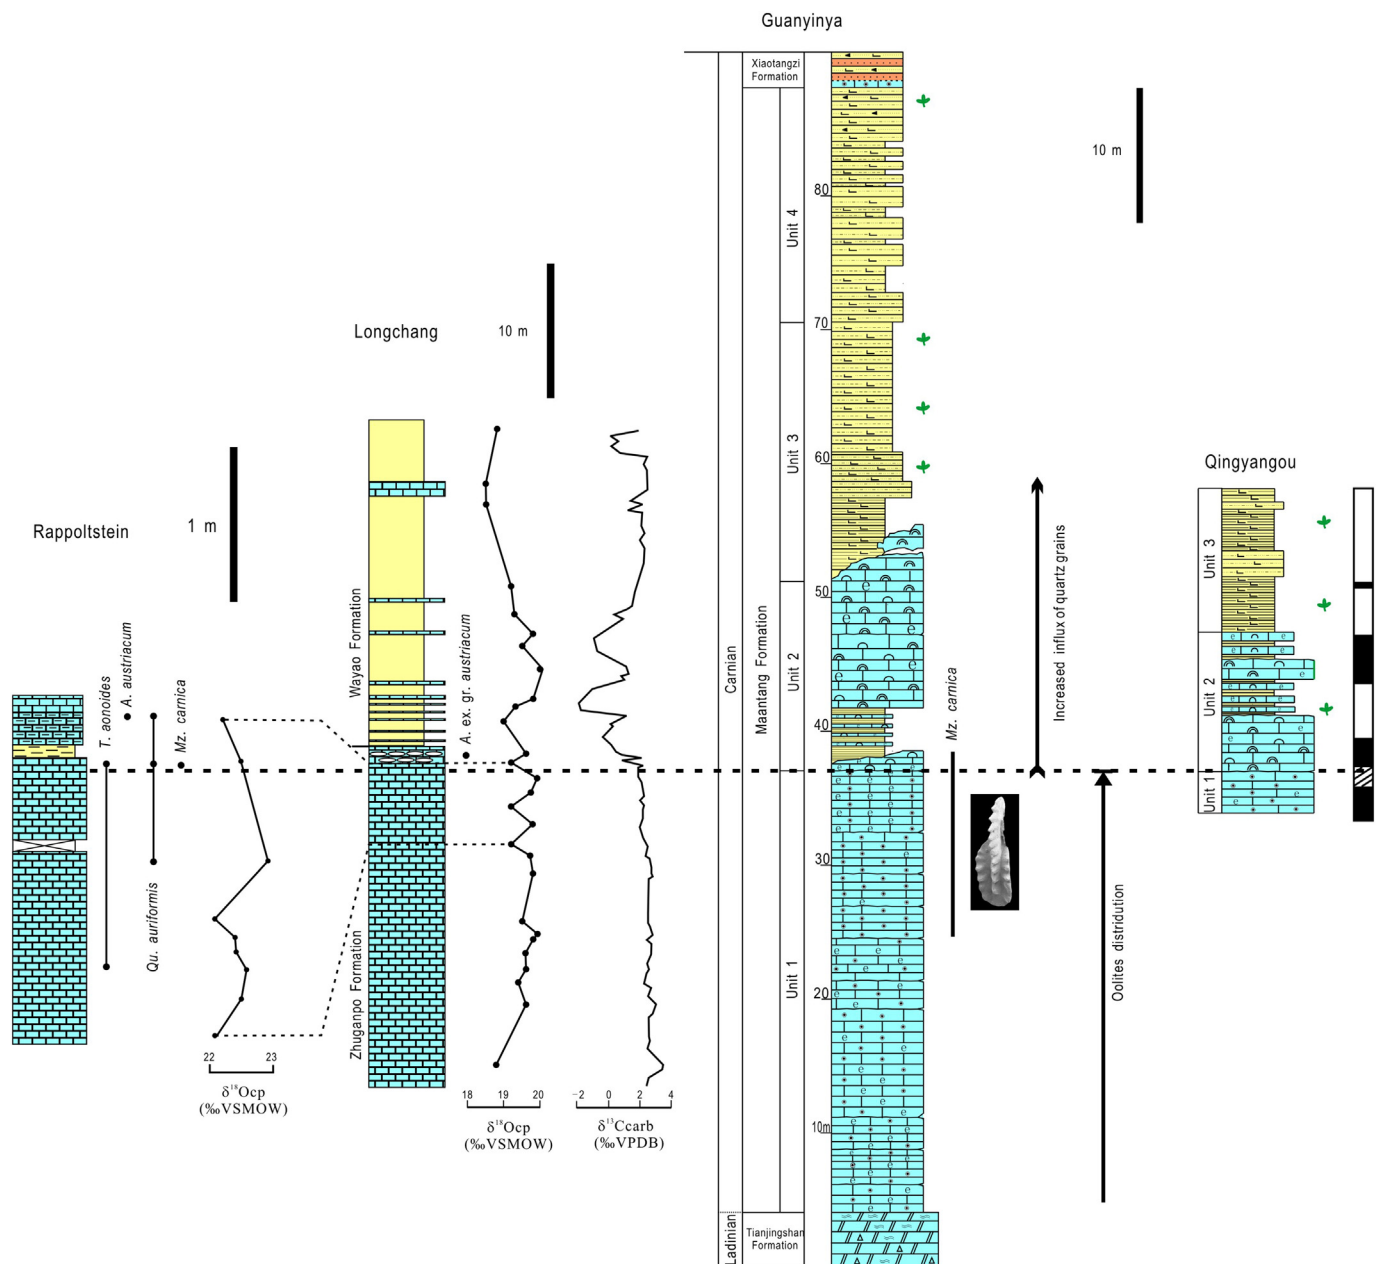 Guanyinya
Xiaotangzi
Formation
10 m
80
Unit 4
Longchang
10 m
70
Unit 3
60
Qingyangou
Rappoltstein
1 m
Increased influx of quartz grains
Unit 3
50
Wayao Formation
Carnian
Maantang Formation
Unit 2
A. austriacum
T. aonoides
Mz. carnica
A. ex. gr. austriacum
Mz. carnica
Unit 2
40
Unit 1
30
Qu. auriformis
Zhuganpo Formation
Unit 1
Oolites distridution
20
22 23
δ18Ocp
(‰VSMOW)
18 19 20
δ18Ocp
(‰VSMOW)
−2 0 2 4
δ13Ccarb
(‰VPDB)
10m
Ladinian
Tianjingshan
Formation